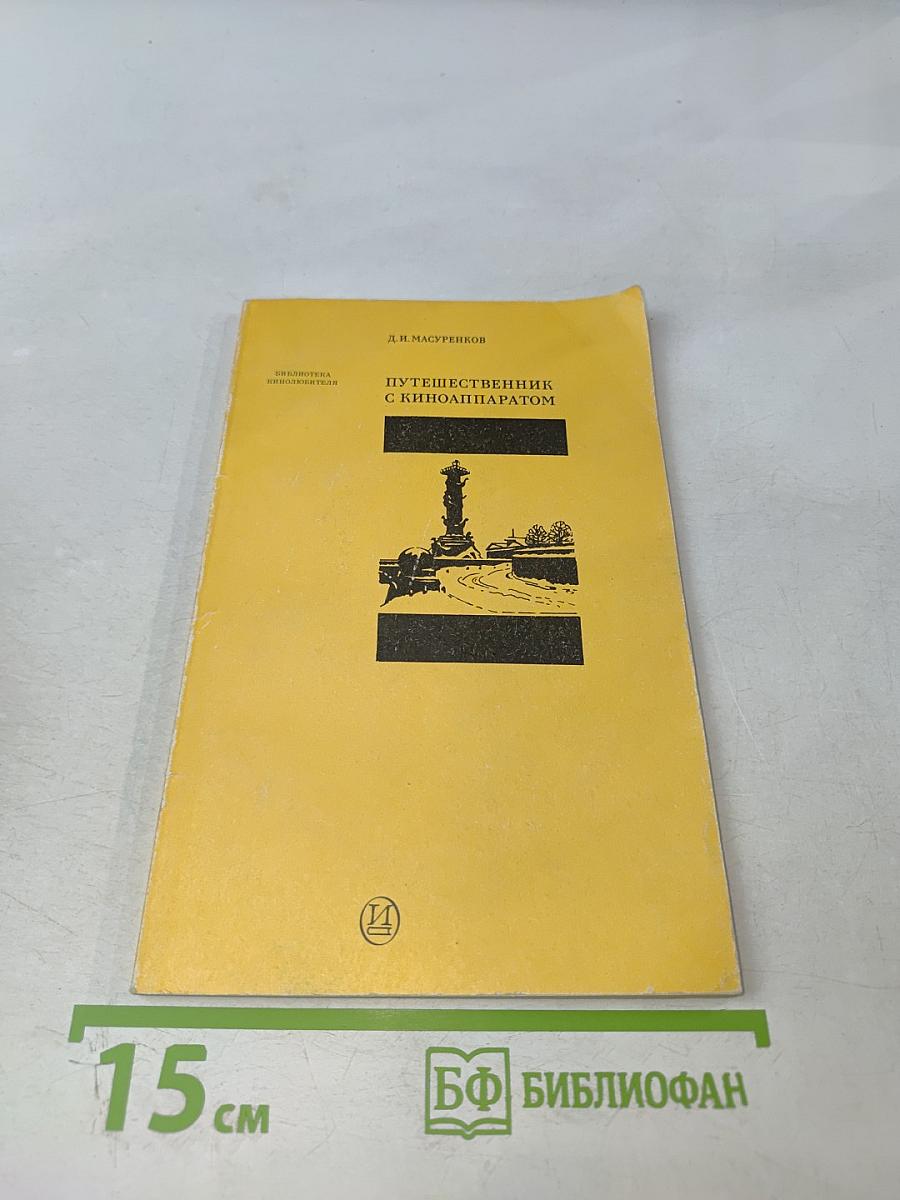 Д. И. МАСУРЕНКОВ
БИБЛИОТЕКА
КИНОЛЮБИТЕЛЯ
ПУТЕШЕСТВЕННИК
С КИНОАППАРАТОМ
И
15 см
БФ БИБЛИОФАН